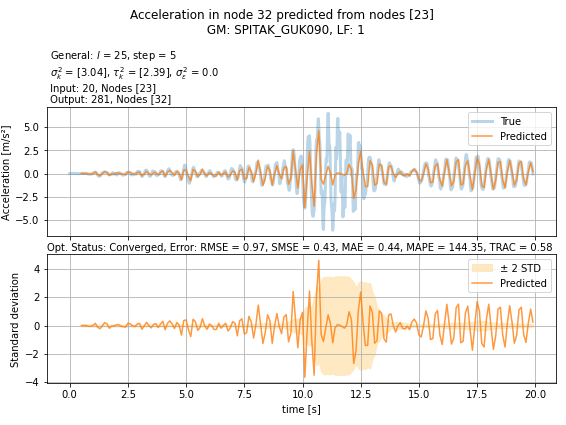 Acceleration in node 32 predicted from nodes [23]
GM: SPITAK_GUK090, LF: 1
General: l = 25, step = 5
σ²ₖ = [3.04], τ²ₖ = [2.39], σ²ε = 0.0
Input: 20, Nodes [23]
Output: 281, Nodes [32]
Acceleration [m/s²]
5.0
2.5
0.0
−2.5
−5.0
True
Predicted
Opt. Status: Converged, Error: RMSE = 0.97, SMSE = 0.43, MAE = 0.44, MAPE = 144.35, TRAC = 0.58
Standard deviation
4
2
0
−2
−4
± 2 STD
Predicted
0.0 2.5 5.0 7.5 10.0 12.5 15.0 17.5 20.0
time [s]